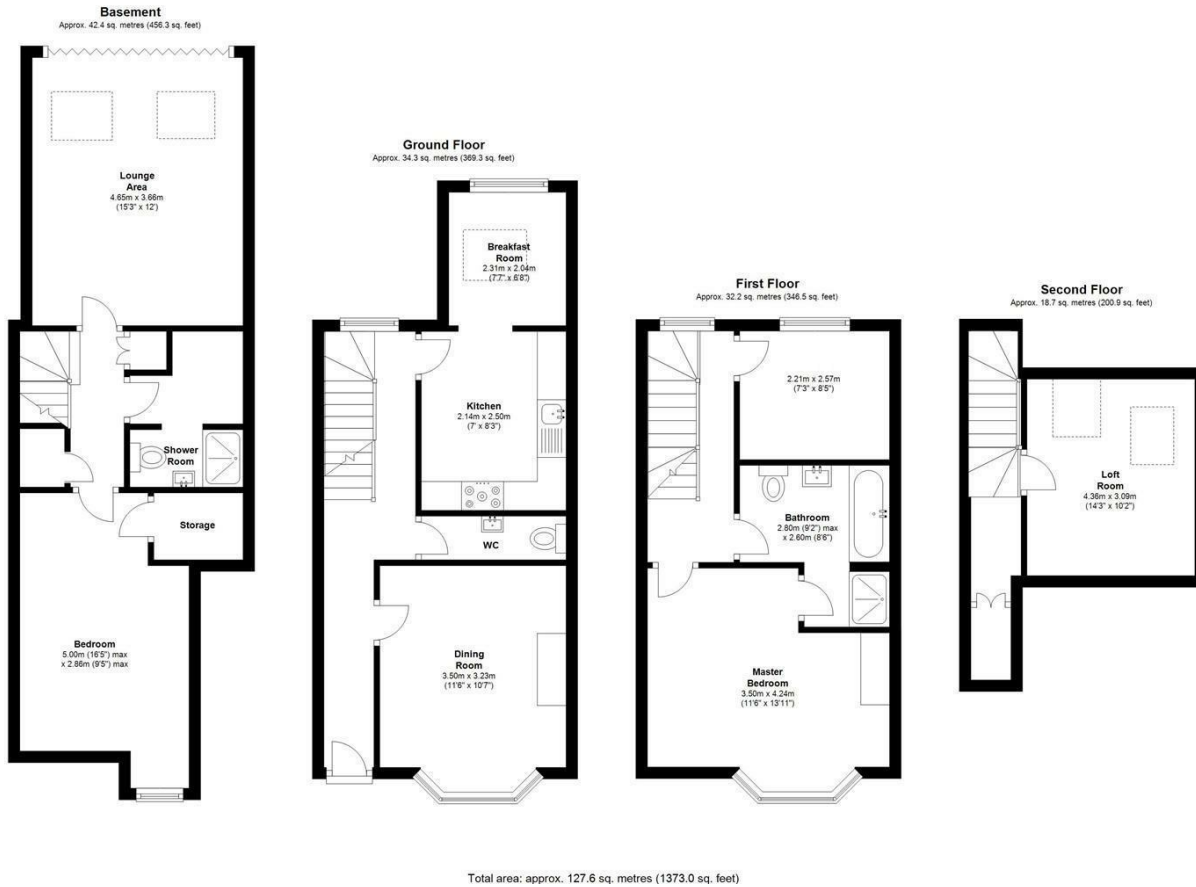 Basement
Approx. 42.4 sq. metres (456.3 sq. feet)
Lounge
Area
4.65m x 3.66m
(15'3" x 12')
Shower
Room
Storage
Bedroom
5.00m (16'5") max
x 2.86m (9'5") max
Ground Floor
Approx. 34.3 sq. metres (369.3 sq. feet)
Breakfast
Room
2.31m x 2.04m
(7'7" x 6'8")
Kitchen
2.14m x 2.50m
(7' x 8'3")
WC
Dining
Room
3.50m x 3.23m
(11'6" x 10'7")
First Floor
Approx. 32.2 sq. metres (346.5 sq. feet)
2.21m x 2.57m
(7'3" x 8'5")
Bathroom
2.80m (9'2") max
x 2.60m (8'6")
Master
Bedroom
3.50m x 4.24m
(11'6" x 13'11")
Second Floor
Approx. 18.7 sq. metres (200.9 sq. feet)
Loft
Room
4.36m x 3.09m
(14'3" x 10'2")
Total area: approx. 127.6 sq. metres (1373.0 sq. feet)